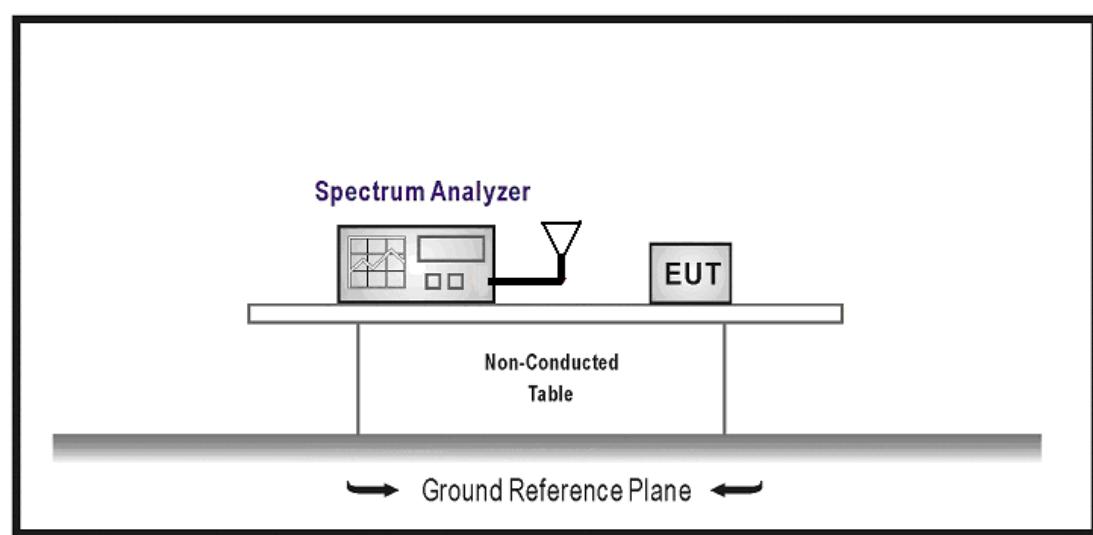 Spectrum Analyzer
EUT
Non-Conducted
Table
Ground Reference Plane